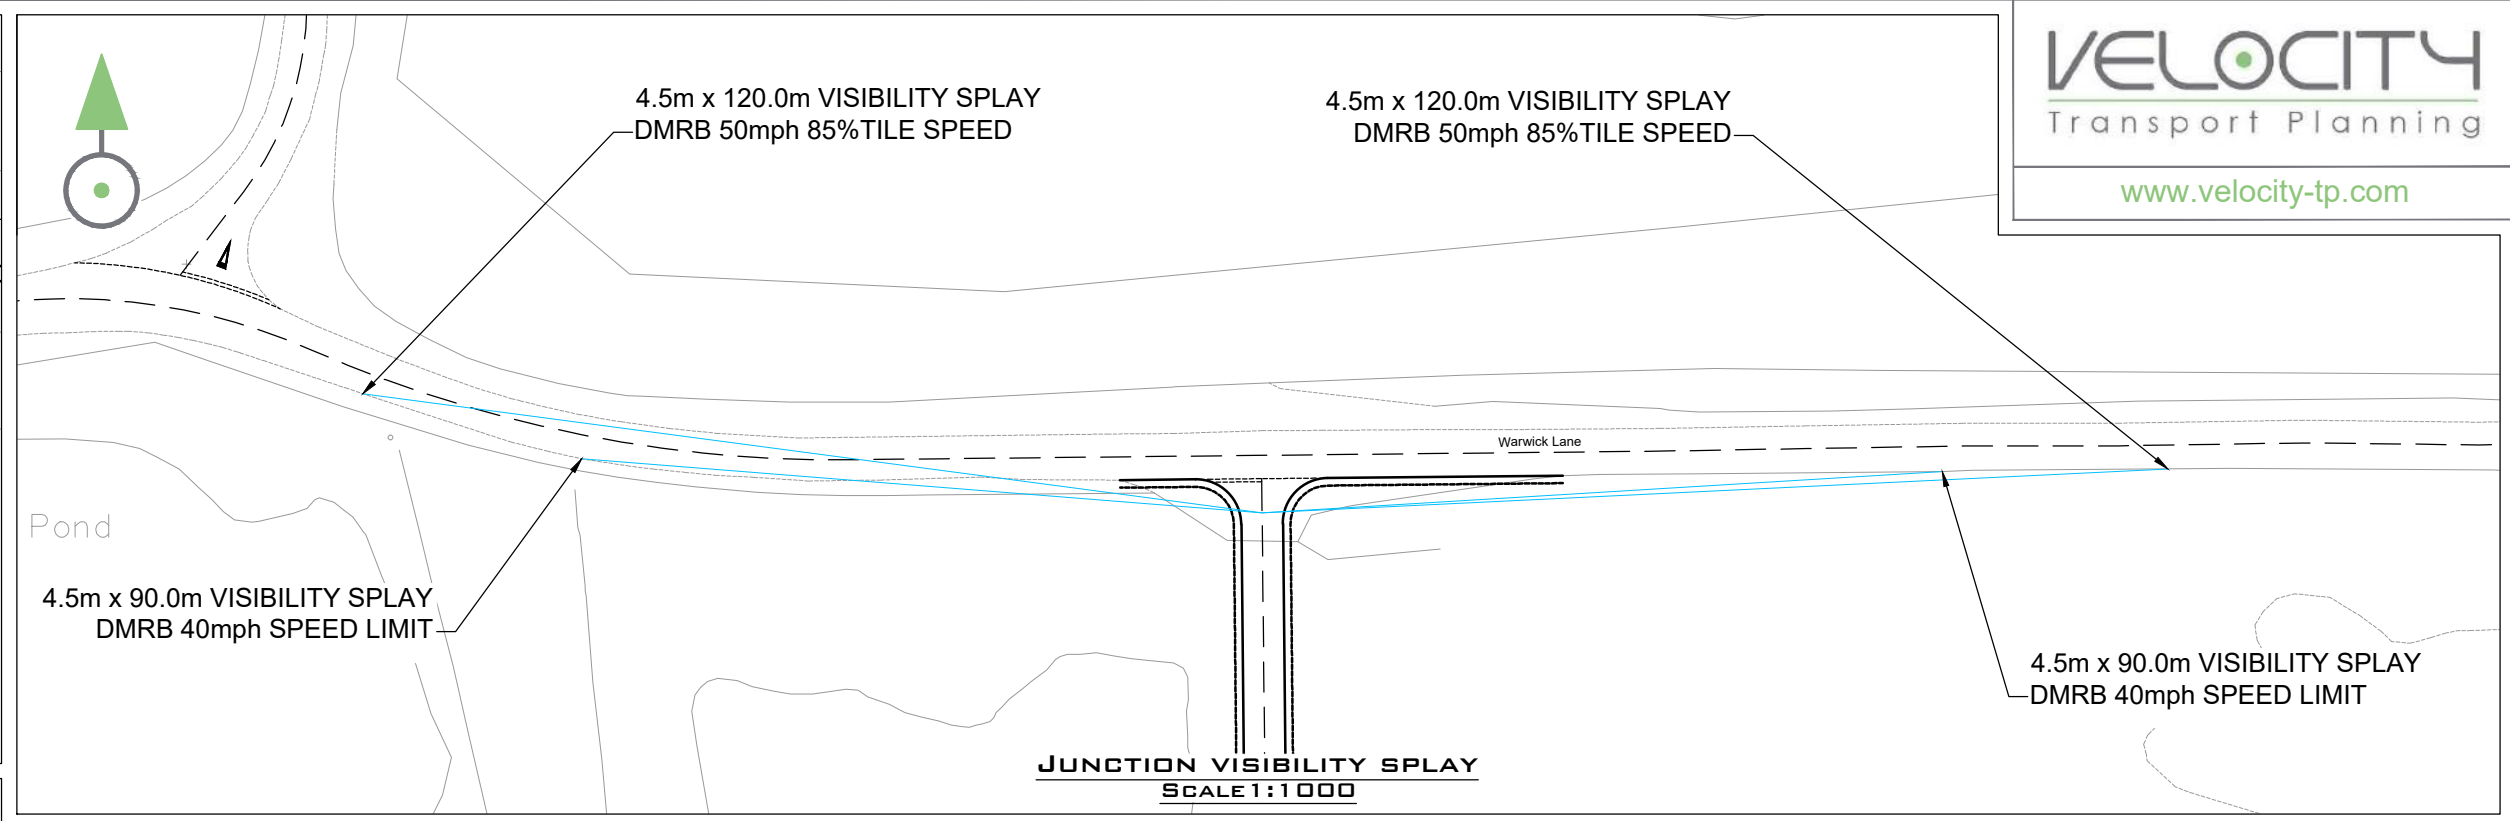 VELOCITY
Transport Planning
www.velocity-tp.com
4.5m x 120.0m VISIBILITY SPLAY
DMRB 50mph 85%TILE SPEED
4.5m x 120.0m VISIBILITY SPLAY
DMRB 50mph 85%TILE SPEED
Warwick Lane
Pond
4.5m x 90.0m VISIBILITY SPLAY
DMRB 40mph SPEED LIMIT
4.5m x 90.0m VISIBILITY SPLAY
DMRB 40mph SPEED LIMIT
JUNCTION VISIBILITY SPLAY
SCALE 1:1000